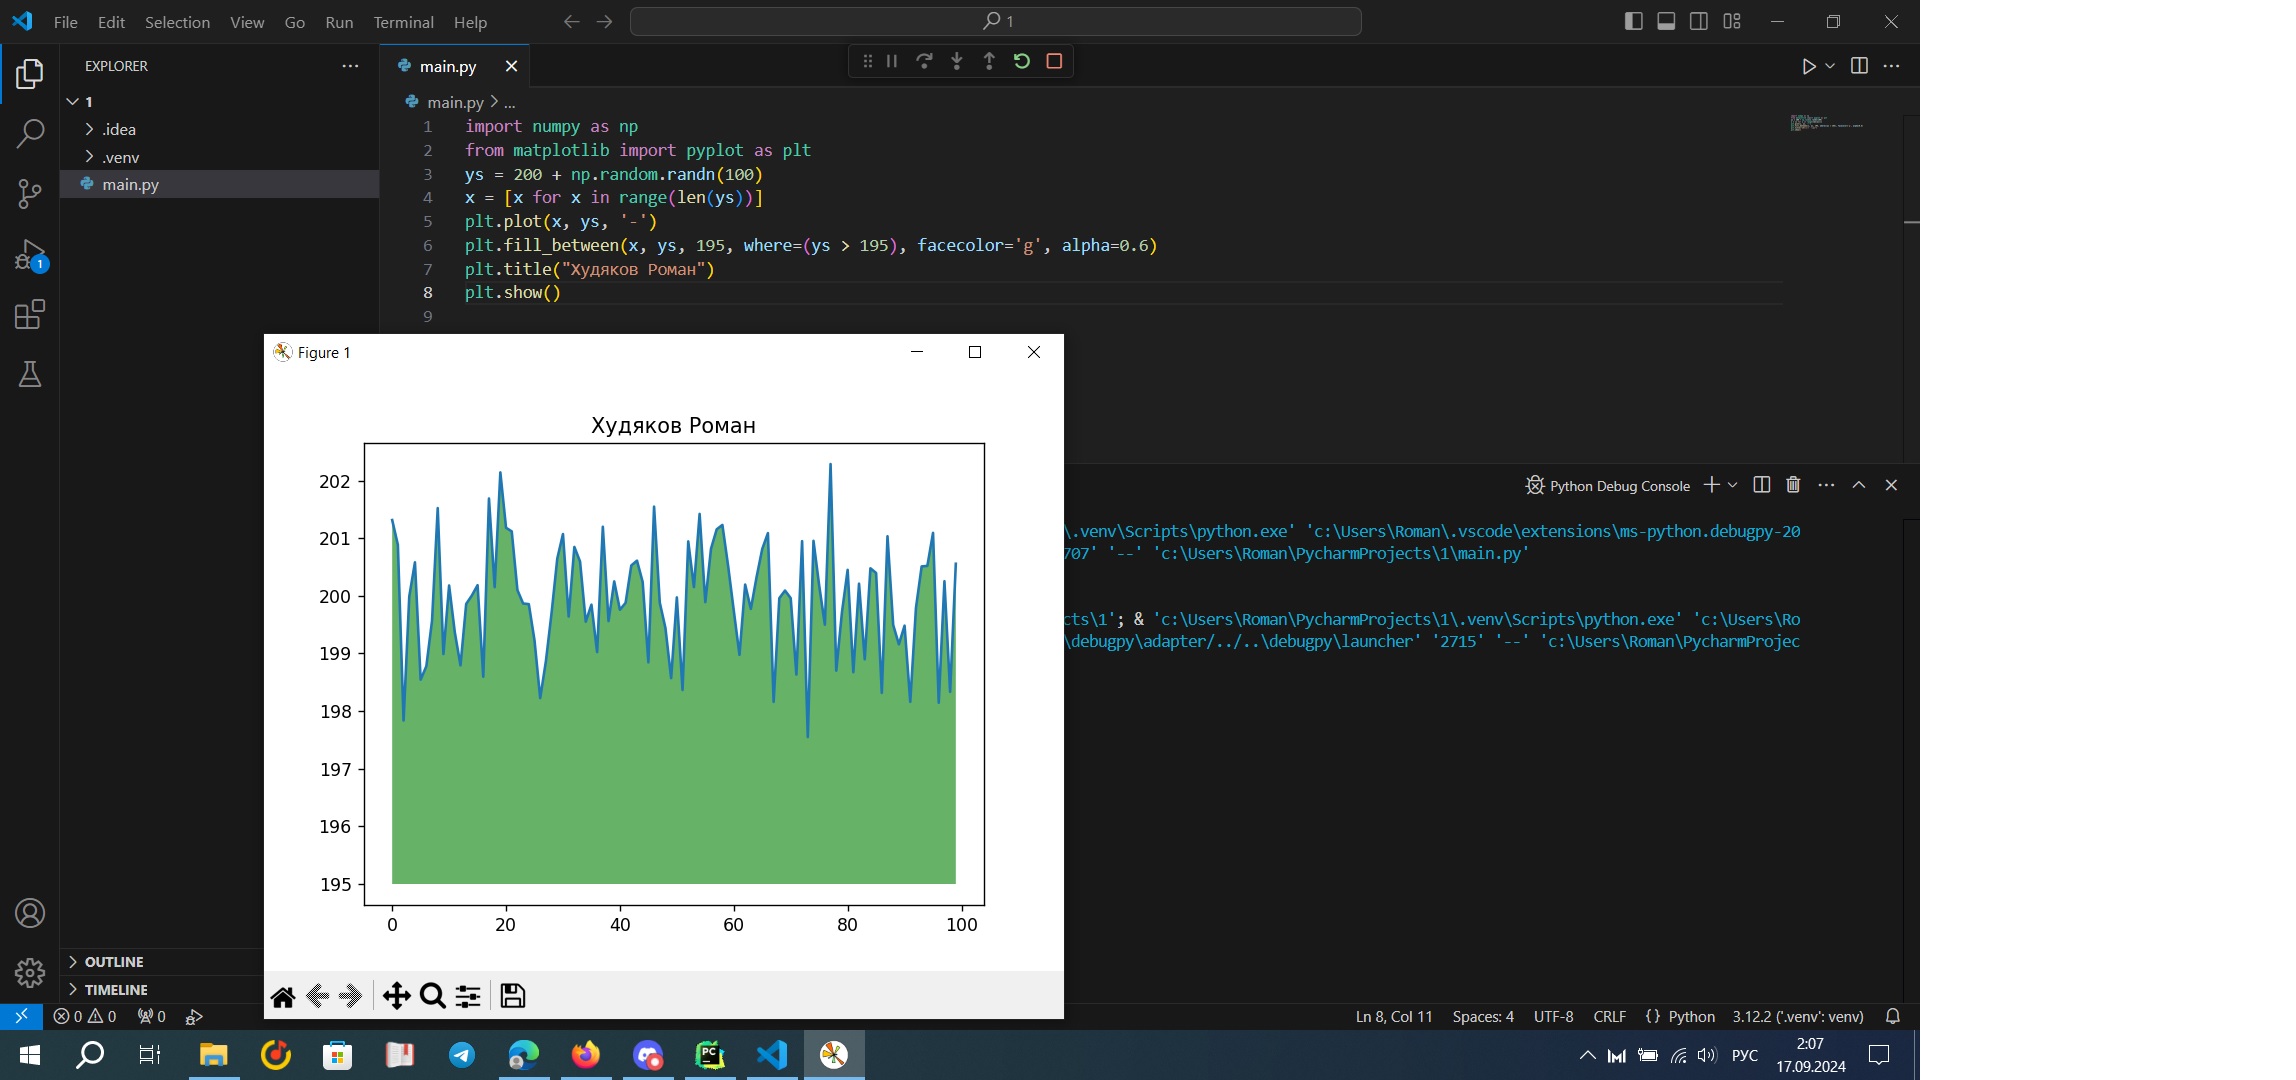 File Edit Selection View Go Run Terminal Help
1
EXPLORER
main.py
1
main.py > ...
.idea
.venv
main.py
1 import numpy as np
2 from matplotlib import pyplot as plt
3 ys = 200 + np.random.randn(100)
4 x = [x for x in range(len(ys))]
5 plt.plot(x, ys, '-')
6 plt.fill_between(x, ys, 195, where=(ys > 195), facecolor='g', alpha=0.6)
7 plt.title("Худяков Роман")
8 plt.show()
9
1
Figure 1
Худяков Роман
202
201
200
199
198
197
196
195
0 20 40 60 80 100
Python Debug Console
\.venv\Scripts\python.exe' 'c:\Users\Roman\.vscode\extensions\ms-python.debugpy-20
707' '--' 'c:\Users\Roman\PycharmProjects\1\main.py'
cts\1'; & 'c:\Users\Roman\PycharmProjects\1\.venv\Scripts\python.exe' 'c:\Users\Ro
\debugpy\adapter/../..\debugpy\launcher' '2715' '--' 'c:\Users\Roman\PycharmProjec
OUTLINE
TIMELINE
0 0 0
Ln 8, Col 11 Spaces: 4 UTF-8 CRLF {} Python 3.12.2 ('.venv': venv)
PC
РУС
2:07
17.09.2024